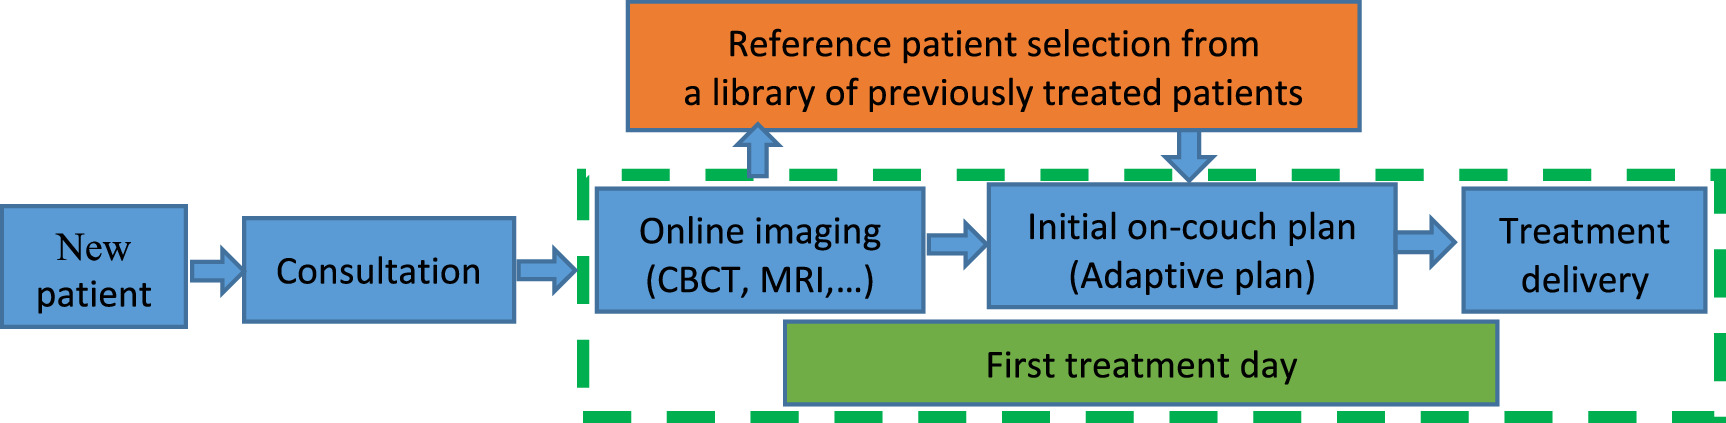 Reference patient selection from
a library of previously treated patients
New
patient
Consultation
Online imaging
(CBCT, MRI,...)
Initial on-couch plan
(Adaptive plan)
Treatment
delivery
First treatment day